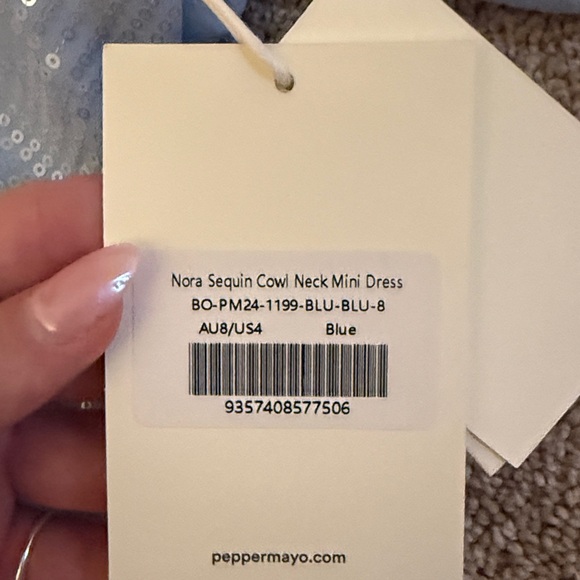 Nora Sequin Cowl Neck Mini Dress
BO-PM24-1199-BLU-BLU-8
AU8/US4 Blue
9357408577506
peppermayo.com